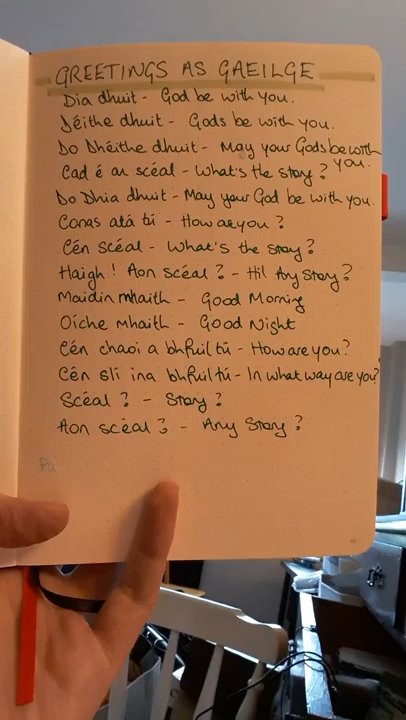 GREETINGS AS GAEILGE
Dia dhuit - God be with you.
Déithe dhuit - Gods be with you.
Do Dhéithe dhuit - May your Gods be with you.
Cad é an scéal - What's the story?
Do Dhia dhuit - May your God be with you.
Conas atá tú - How are you?
Cén scéal - What's the story?
Haigh! Aon scéal? - Hi! Any Story?
Maidin mhaith - Good Morning
Oíche mhaith - Good Night
Cén chaoi a bhfuil tú - How are you?
Cén slí ina bhfuil tú - In what way are you?
Scéal? - Story?
Aon scéal? - Any Story?